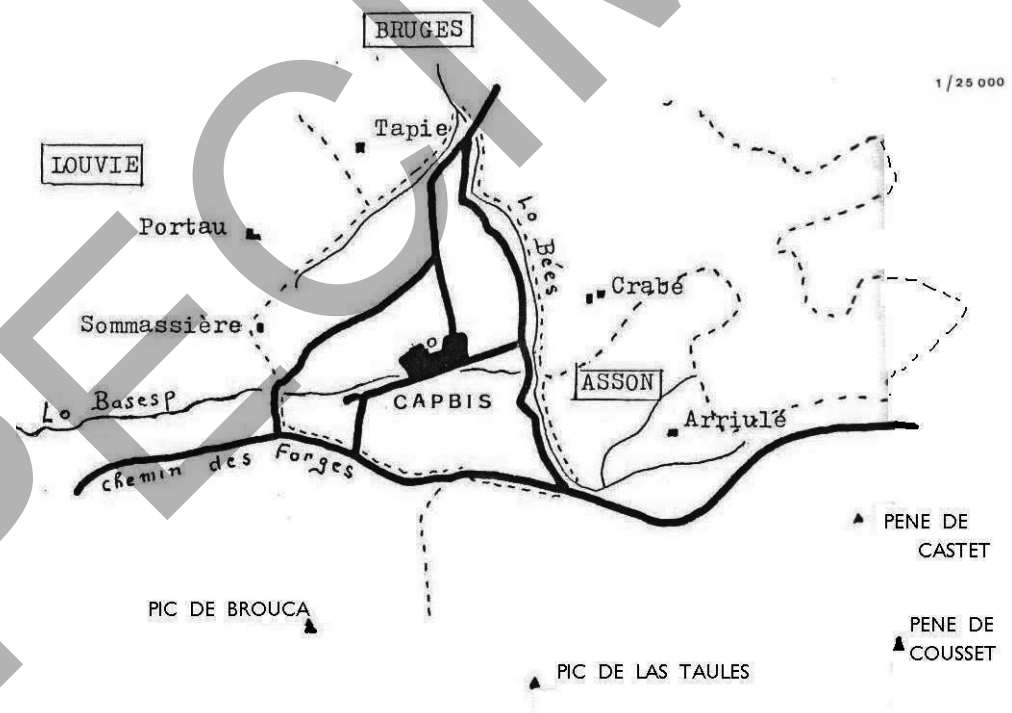 BRUGES
1/25 000
Tapie
LOUVIE
Portau
Lo Bées
Crabé
Sommassière
ASSON
Lo Basesp
CAPBIS
Arriulé
chemin des Forges
PENE DE
CASTET
PIC DE BROUCA
PENE DE
COUSSET
PIC DE LAS TAULES